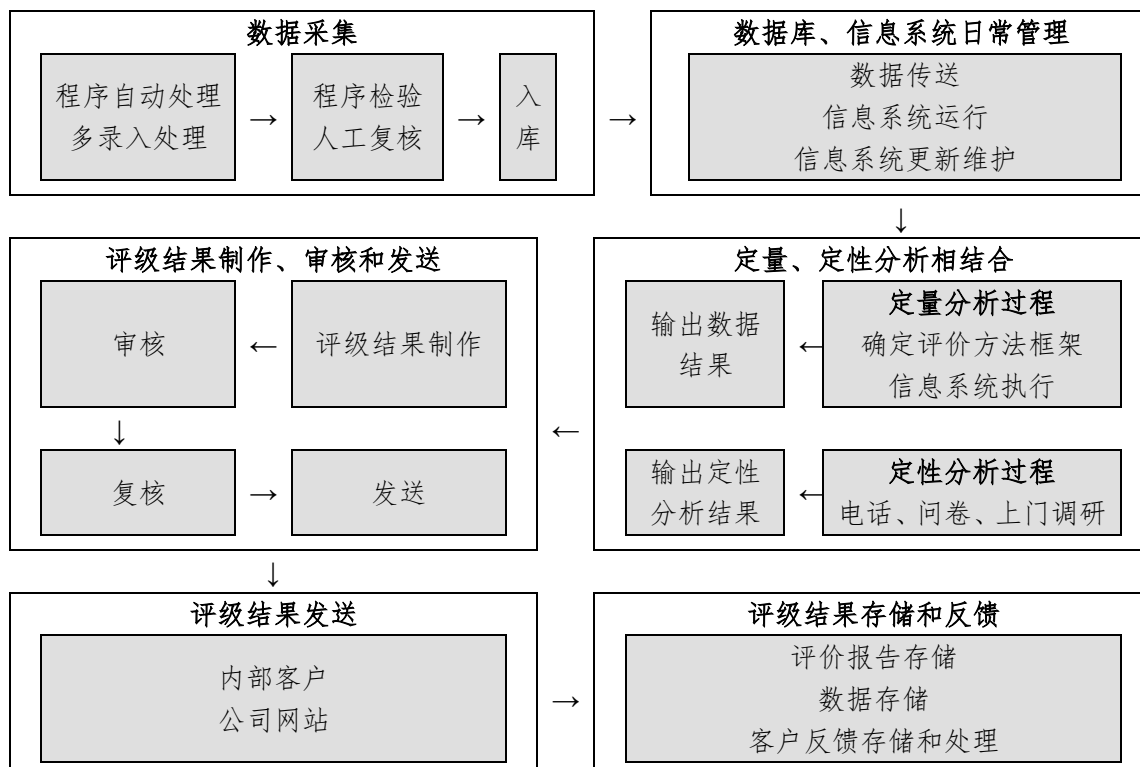 数据采集
程序自动处理
多录入处理
→
程序检验
人工复核
→
入
库
→
数据库、信息系统日常管理
数据传送
信息系统运行
信息系统更新维护
↓
定量、定性分析相结合
定量分析过程
确定评价方法框架
信息系统执行
←
输出数据
结果
定性分析过程
电话、问卷、上门调研
←
输出定性
分析结果
←
评级结果制作、审核和发送
评级结果制作
←
审核
↓
复核
→
发送
↓
评级结果发送
内部客户
公司网站
→
评级结果存储和反馈
评价报告存储
数据存储
客户反馈存储和处理